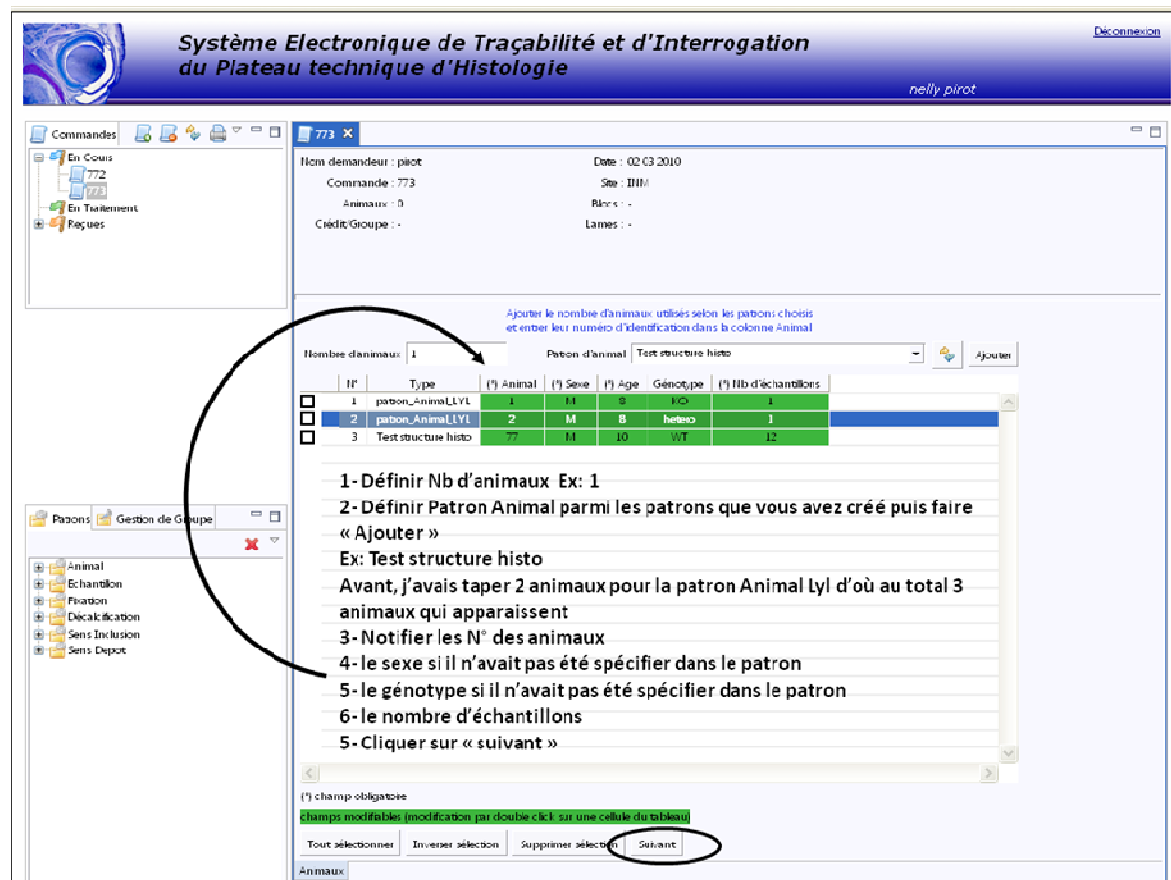 Système Electronique de Traçabilité et d'Interrogation
du Plateau technique d'Histologie
Déconnexion
nelly pirot
Commandes
En Cours
772
773
En Traitement
Reçues
773
Nom demandeur : pirot
Date : 02 03 2010
Commande : 773
Site : INM
Animaux : 0
Blocs : -
Crédit/Groupe : -
Lames : -
Ajouter le nombre d'animaux utilisés selon les patrons choisis
et entrer leur numéro d'identification dans la colonne Animal
Nombre d'animaux 1 Patron d'animal Test structure histo Ajouter
N° Type (*) Animal (*) Sexe (*) Age Génotype (*) Nb d'échantillons
1 patron_Animal_LYL 1 M 8 KO 1
2 patron_Animal_LYL 2 M 8 hetero 1
3 Test structure histo 77 M 10 WT 12
1- Définir Nb d'animaux Ex: 1
2- Définir Patron Animal parmi les patrons que vous avez créé puis faire
« Ajouter »
Ex: Test structure histo
Avant, j'avais taper 2 animaux pour la patron Animal Lyl d'où au total 3
animaux qui apparaissent
3- Notifier les N° des animaux
4- le sexe si il n'avait pas été spécifier dans le patron
5- le génotype si il n'avait pas été spécifier dans le patron
6- le nombre d'échantillons
5- Cliquer sur « suivant »
Patrons Gestion de Groupe
Animal
Echantillon
Fixation
Décalcification
Sens Inclusion
Sens Depot
(*) champ obligatoire
champs modifiables (modification par double click sur une cellule du tableau)
Tout sélectionner Inverser sélection Supprimer sélection Suivant
Animaux